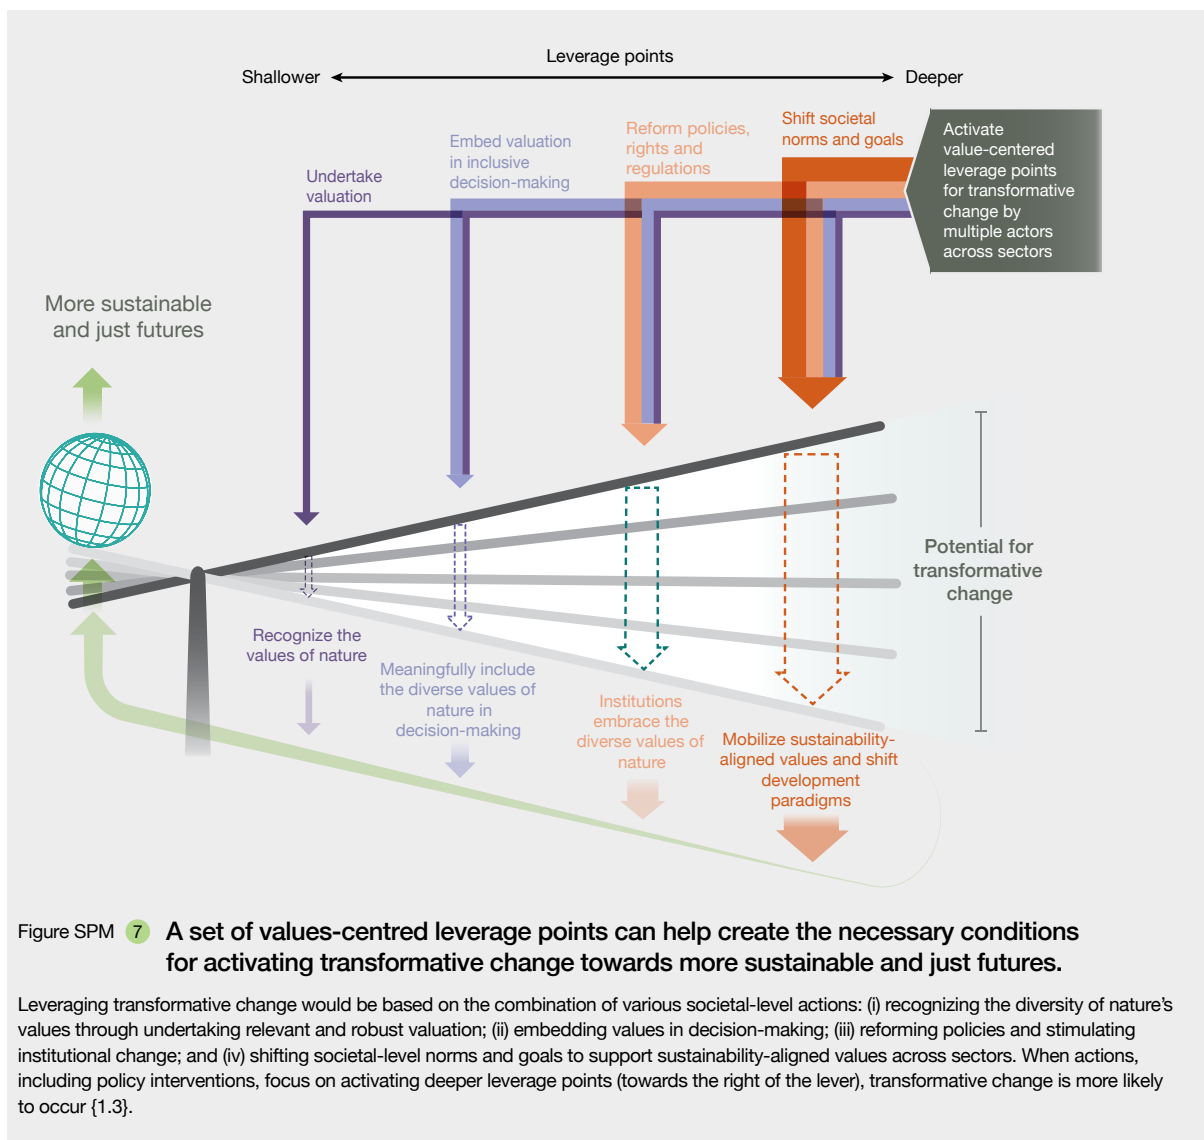 Leverage points
Shallower
Deeper
Shift societal
norms and goals
Reform policies,
rights and
regulations
Embed valuation
in inclusive
decision-making
Undertake
valuation
Activate
value-centered
leverage points
for transformative
change by
multiple actors
across sectors
More sustainable
and just futures
Potential for
transformative
change
Recognize the
values of nature
Meaningfully include
the diverse values of
nature in
decision-making
Institutions
embrace the
diverse values of
nature
Mobilize sustainability-
aligned values and shift
development
paradigms
Figure SPM 7 A set of values-centred leverage points can help create the necessary conditions
for activating transformative change towards more sustainable and just futures.
Leveraging transformative change would be based on the combination of various societal-level actions: (i) recognizing the diversity of nature’s
values through undertaking relevant and robust valuation; (ii) embedding values in decision-making; (iii) reforming policies and stimulating
institutional change; and (iv) shifting societal-level norms and goals to support sustainability-aligned values across sectors. When actions,
including policy interventions, focus on activating deeper leverage points (towards the right of the lever), transformative change is more likely
to occur {1.3}.